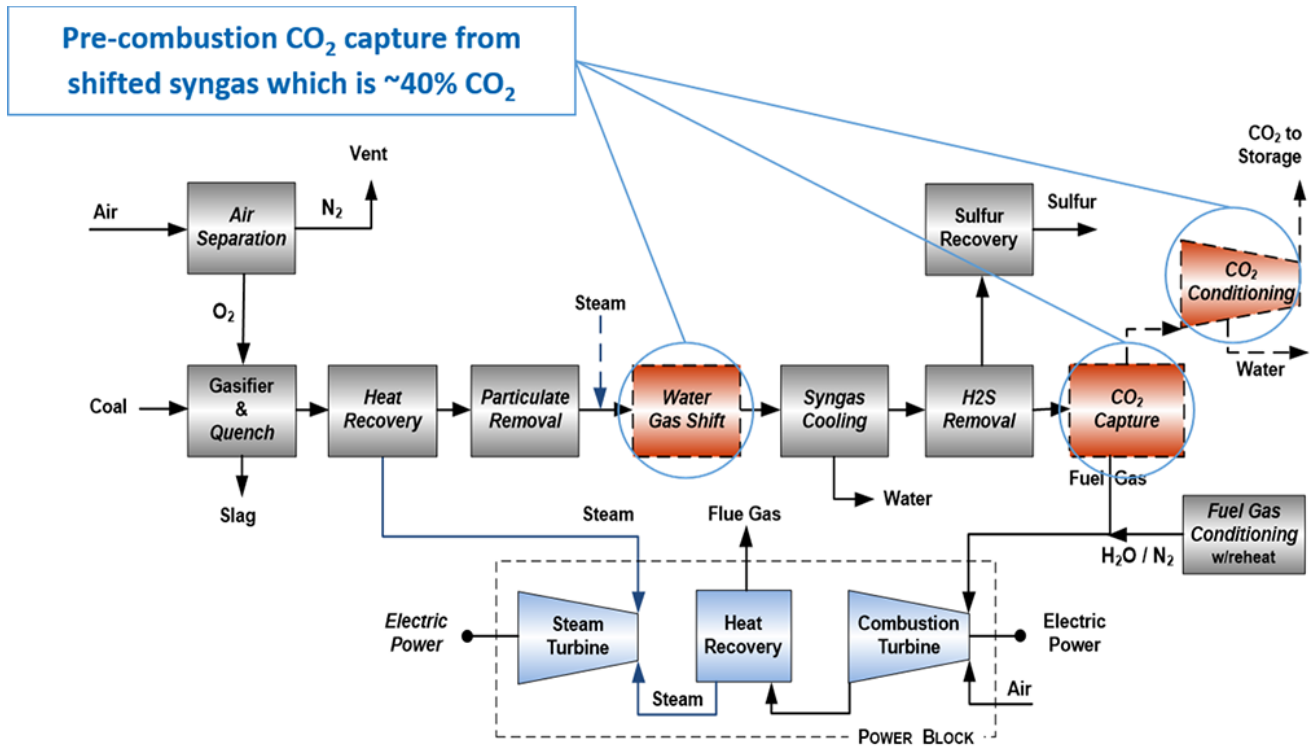 Pre-combustion CO₂ capture from
shifted syngas which is ~40% CO₂
CO₂ to
Storage
Vent
Air
Air
Separation
N₂
Sulfur
Recovery
Sulfur
CO₂
Conditioning
O₂
Steam
Water
Coal
Gasifier
&
Quench
Heat
Recovery
Particulate
Removal
Water
Gas Shift
Syngas
Cooling
H2S
Removal
CO₂
Capture
Slag
Water
Fuel Gas
Steam
Flue Gas
H₂O / N₂
Fuel Gas
Conditioning
w/reheat
Electric
Power
Steam
Turbine
Heat
Recovery
Combustion
Turbine
Electric
Power
Steam
Air
POWER BLOCK